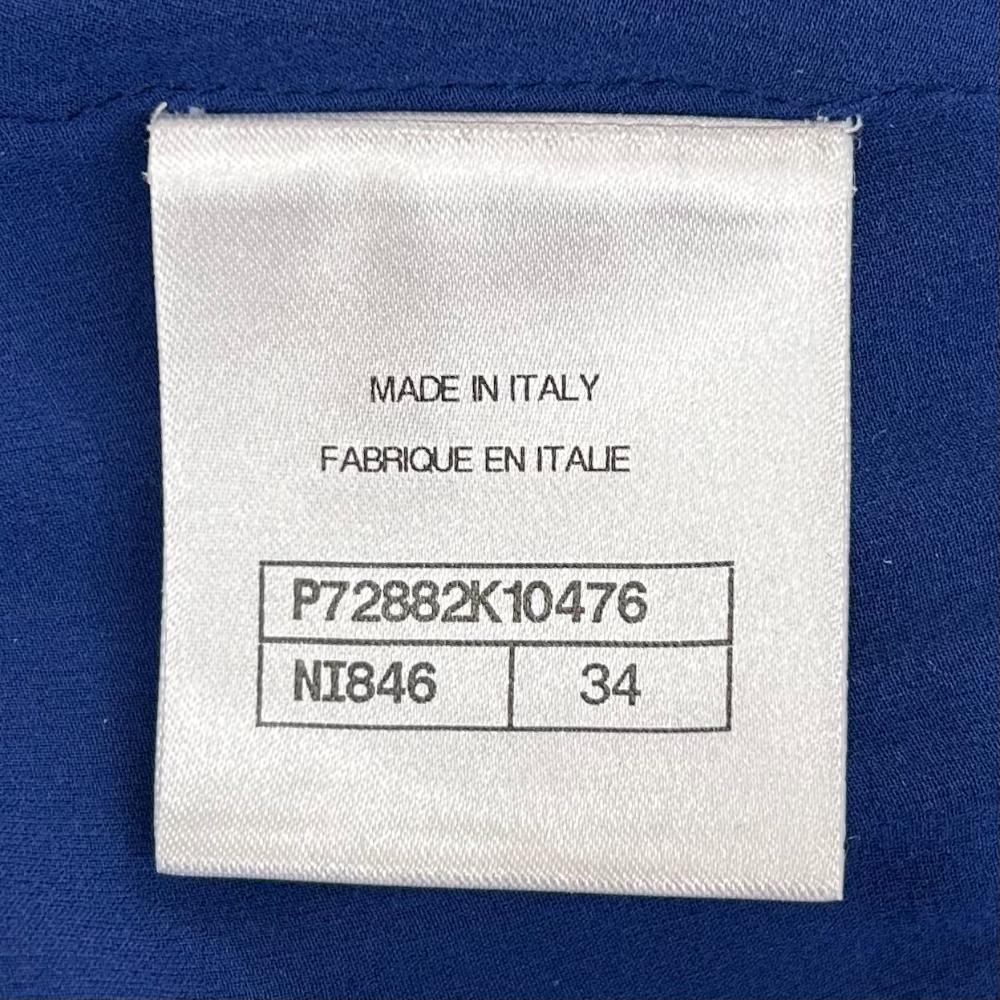 MADE IN ITALY
FABRIQUE EN ITALIE
P72882K10476
NI846 34